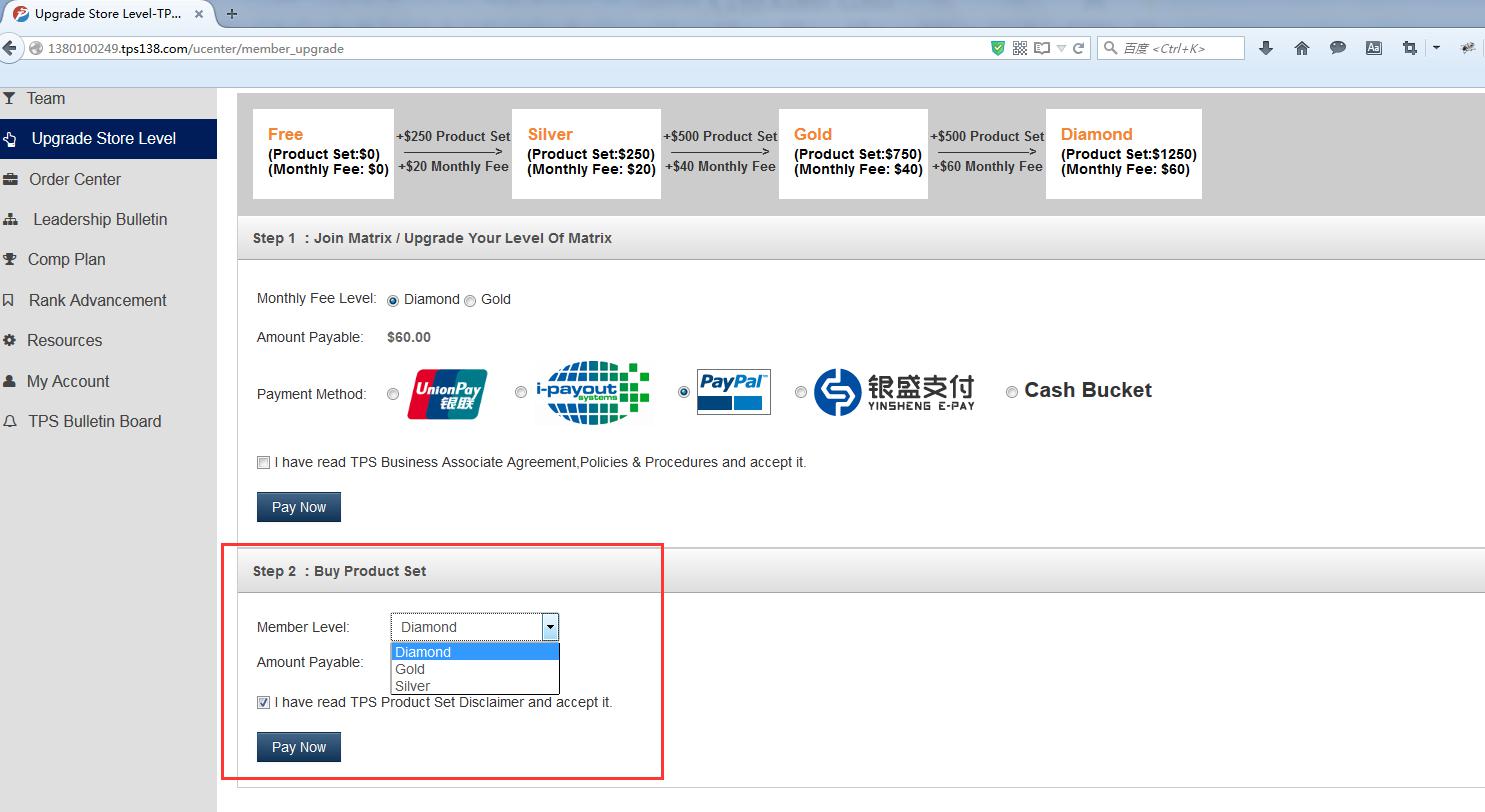 Upgrade Store Level-TP...
1380100249.tps138.com/ucenter/member_upgrade
百度 <Ctrl+K>
Team
Upgrade Store Level
Order Center
Leadership Bulletin
Comp Plan
Rank Advancement
Resources
My Account
TPS Bulletin Board
Free
(Product Set:$0)
(Monthly Fee: $0)
+$250 Product Set
+$20 Monthly Fee
Silver
(Product Set:$250)
(Monthly Fee: $20)
+$500 Product Set
+$40 Monthly Fee
Gold
(Product Set:$750)
(Monthly Fee: $40)
+$500 Product Set
+$60 Monthly Fee
Diamond
(Product Set:$1250)
(Monthly Fee: $60)
Step 1 : Join Matrix / Upgrade Your Level Of Matrix
Monthly Fee Level: Diamond Gold
Amount Payable: $60.00
Payment Method:
UnionPay
银联
i-payout
systems
PayPal
银盛支付
YINSHENG E-PAY
Cash Bucket
I have read TPS Business Associate Agreement,Policies & Procedures and accept it.
Pay Now
Step 2 : Buy Product Set
Member Level: Diamond
Diamond
Amount Payable:
Gold
Silver
I have read TPS Product Set Disclaimer and accept it.
Pay Now